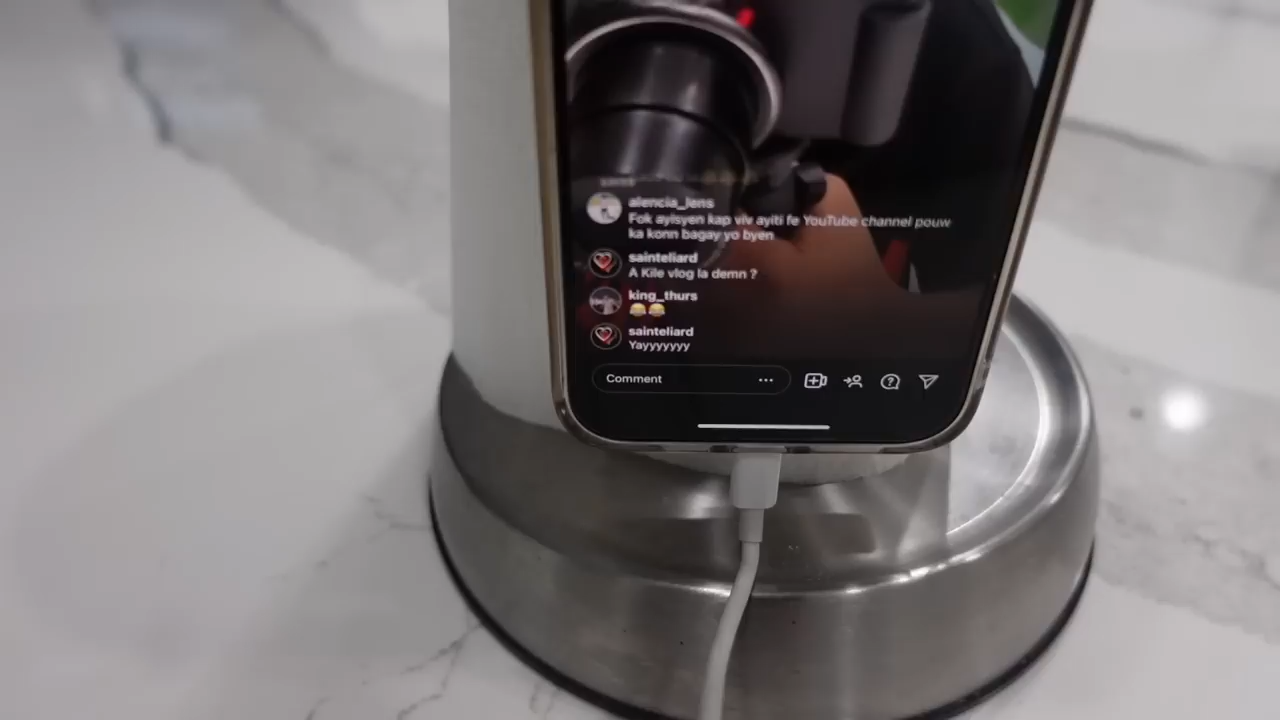 alencia_lens
Fok ayisyen kap viv ayiti fe YouTube channel pouw
ka konn bagay yo byen
sainteliard
A Kile vlog la demn ?
king_thurs
😂😂
sainteliard
Yayyyyyyy
Comment